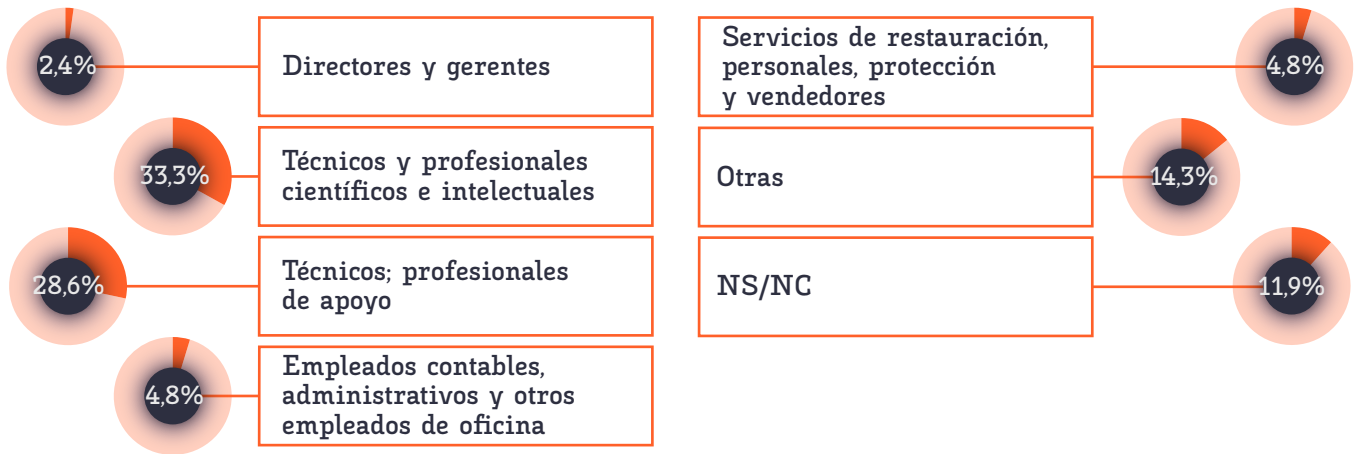 2,4%
Directores y gerentes
33,3%
Técnicos y profesionales
científicos e intelectuales
28,6%
Técnicos; profesionales
de apoyo
4,8%
Empleados contables,
administrativos y otros
empleados de oficina
Servicios de restauración,
personales, protección
y vendedores
4,8%
Otras
14,3%
NS/NC
11,9%